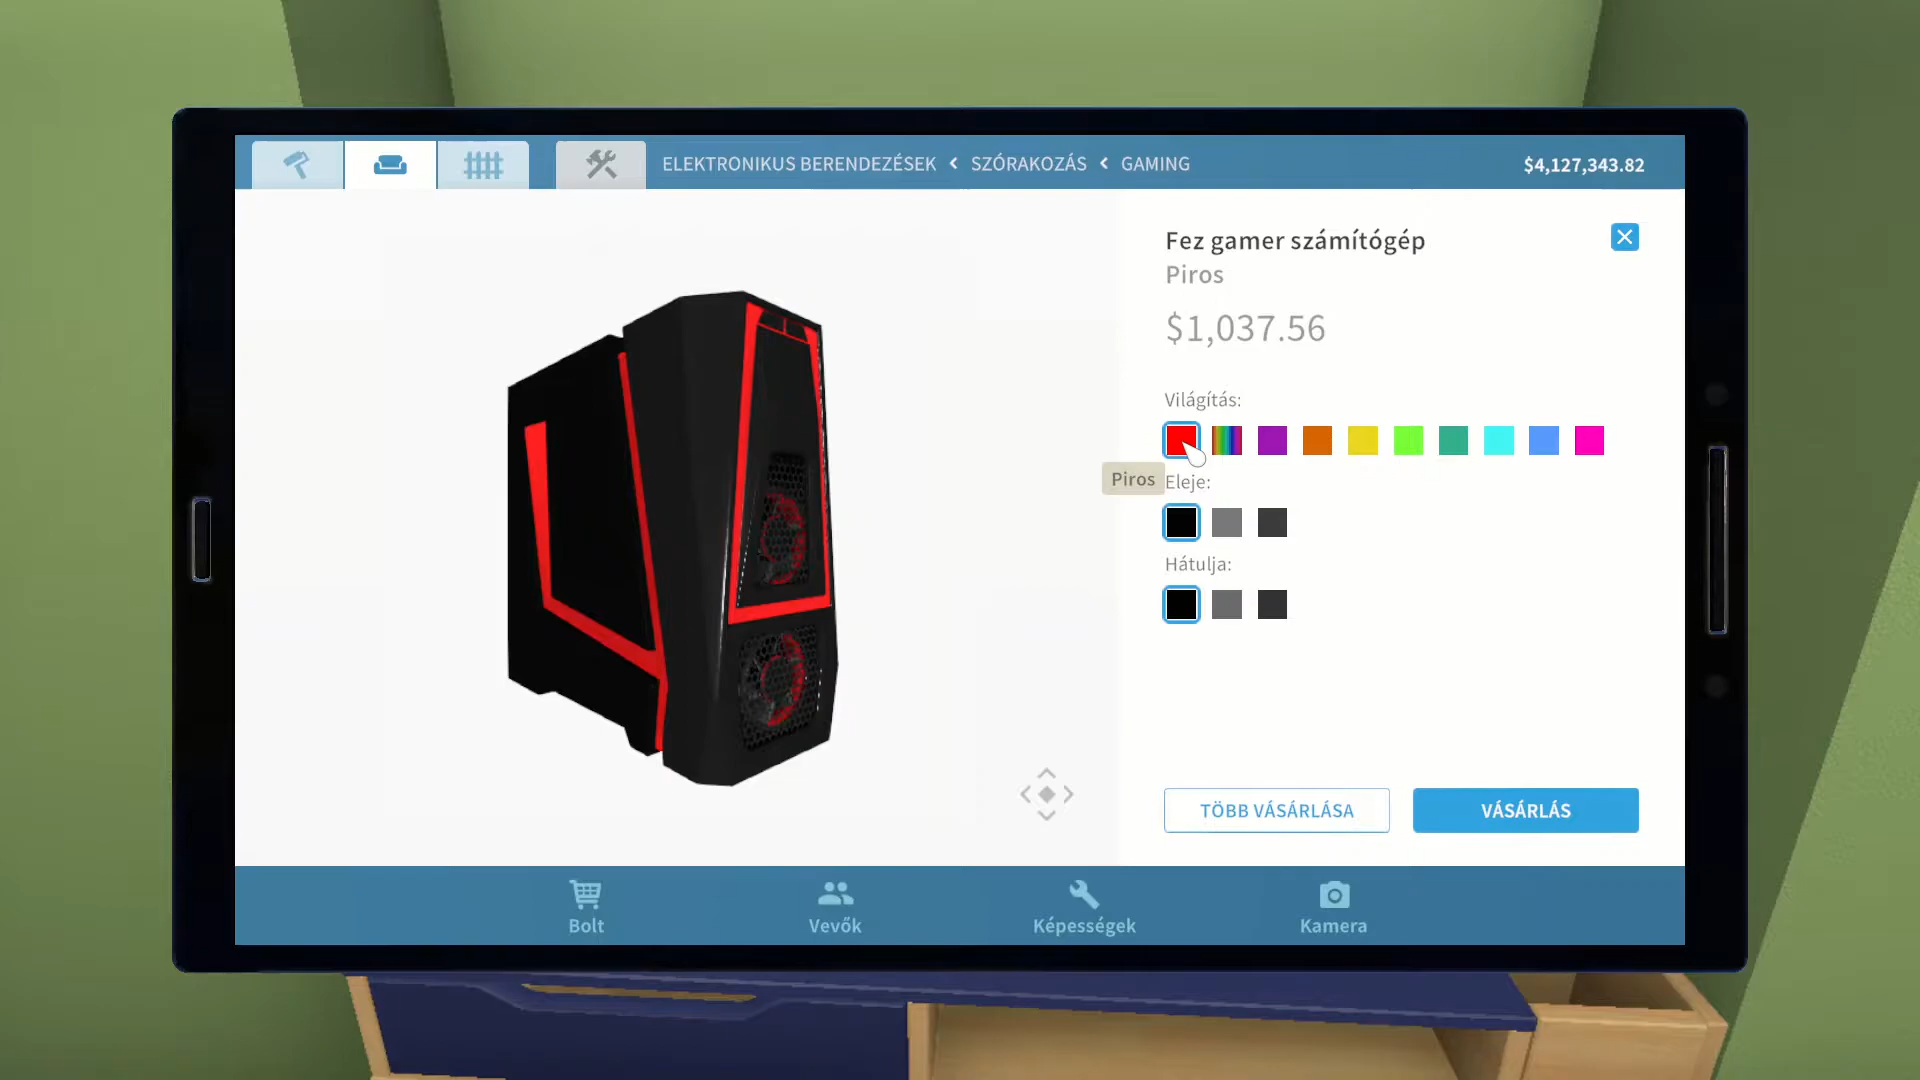 ELEKTRONIKUS BERENDEZÉSEK < SZÓRAKOZÁS < GAMING
$4,127,343.82
Fez gamer számítógép
Piros
$1,037.56
Világítás:
Piros
Eleje:
Hátulja:
TÖBB VÁSÁRLÁSA
VÁSÁRLÁS
Bolt
Vevők
Képességek
Kamera